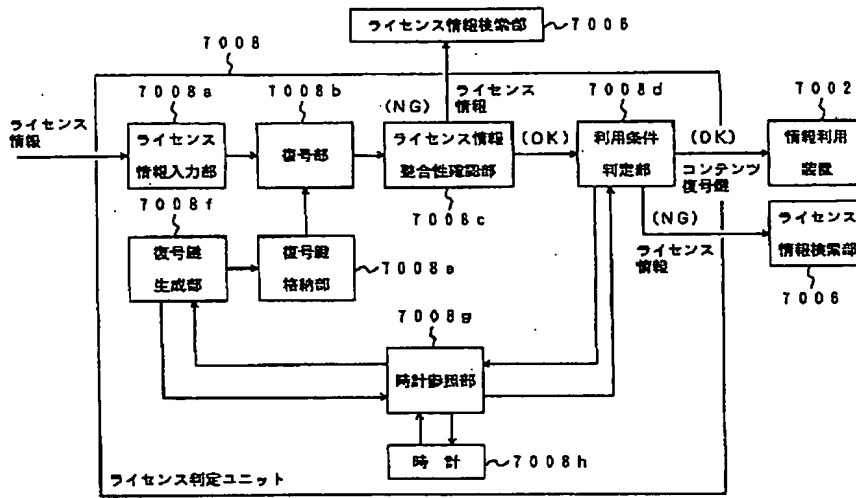 ライセンス情報検索部
7006
7008
7008a
7008b
(NG)
ライセンス
情報
7008d
7002
ライセンス
情報
ライセンス
情報入力部
復号部
ライセンス情報
整合性確認部
(OK)
利用条件
判定部
(OK)
コンテンツ
復号鍵
情報利用
装置
7008f
7008c
(NG)
ライセンス
情報
ライセンス
情報検索部
復号鍵
生成部
復号鍵
格納部
7008e
7006
7008g
時計参照部
時計
7008h
ライセンス判定ユニット